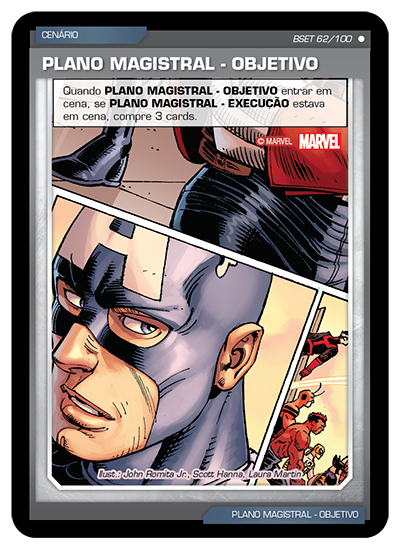 CENÁRIO
BSET 62/100
PLANO MAGISTRAL - OBJETIVO
Quando PLANO MAGISTRAL - OBJETIVO entrar em
cena, se PLANO MAGISTRAL - EXECUÇÃO estava
em cena, compre 3 cards.
© MARVEL MARVEL
A
Ilust.: John Romita Jr., Scott Hanna, Laura Martin
PLANO MAGISTRAL - OBJETIVO